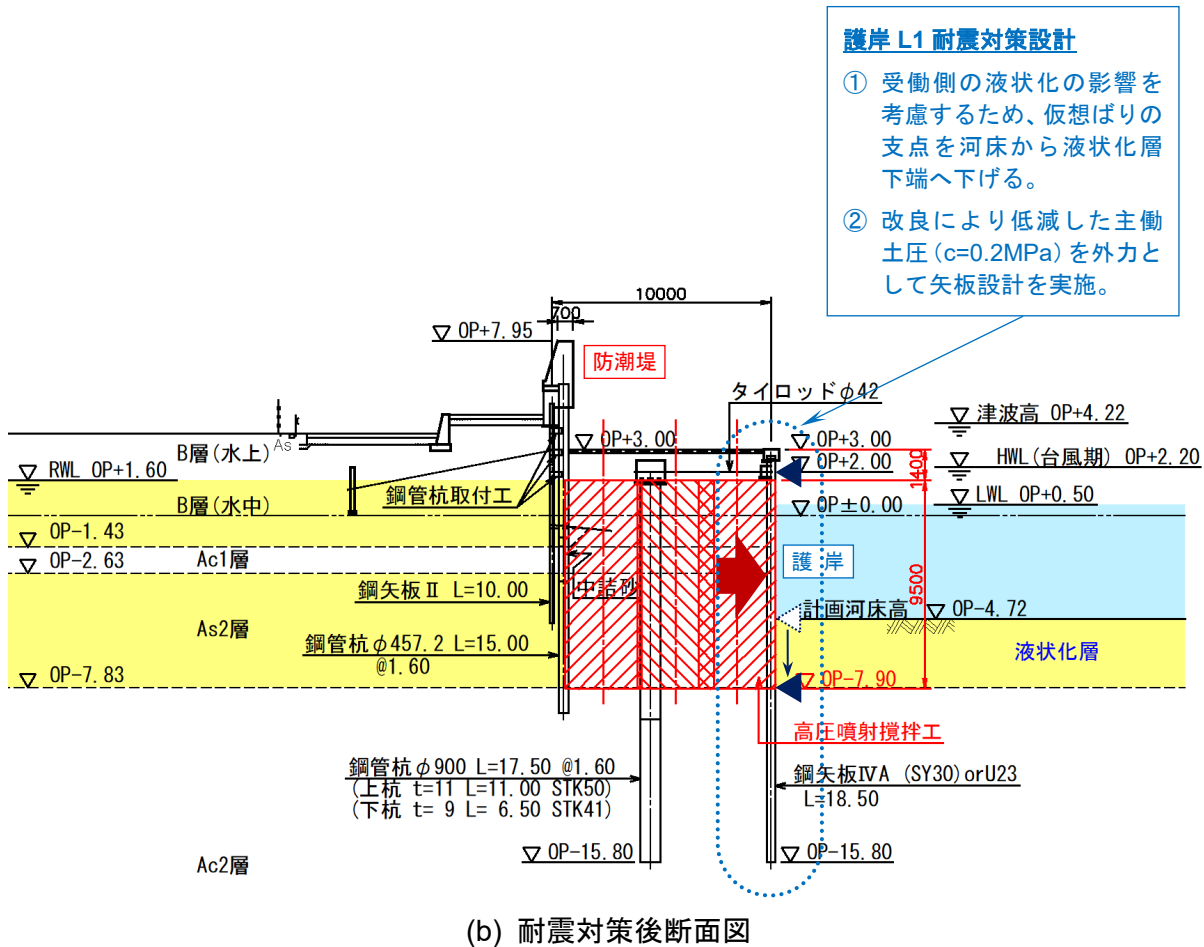 護岸 L1 耐震対策設計
① 受働側の液状化の影響を
考慮するため、仮想ばりの
支点を河床から液状化層
下端へ下げる。
② 改良により低減した主働
土圧(c=0.2MPa)を外力と
して矢板設計を実施。
10000
700
▽ OP+7.95
防潮堤
タイロッドφ42
▽ 津波高 OP+4.22
As
B層(水上)
▽ OP+3.00
▽ OP+3.00
▽ OP+2.00
1400
▽ HWL(台風期) OP+2.20
▽ RWL OP+1.60
鋼管杭取付工
▽ LWL OP+0.50
B層(水中)
▽ OP±0.00
▽ OP-1.43
Ac1層
▽ OP-2.63
中詰砂
護 岸
9500
鋼矢板Ⅱ L=10.00
計画河床高 ▽ OP-4.72
As2層
鋼管杭φ457.2 L=15.00
@1.60
液状化層
▽ OP-7.83
▽ OP-7.90
高圧噴射撹拌工
鋼管杭φ900 L=17.50 @1.60
(上杭 t=11 L=11.00 STK50)
(下杭 t= 9 L= 6.50 STK41)
鋼矢板ⅣA (SY30)orU23
L=18.50
Ac2層
▽ OP-15.80
▽ OP-15.80
(b) 耐震対策後断面図